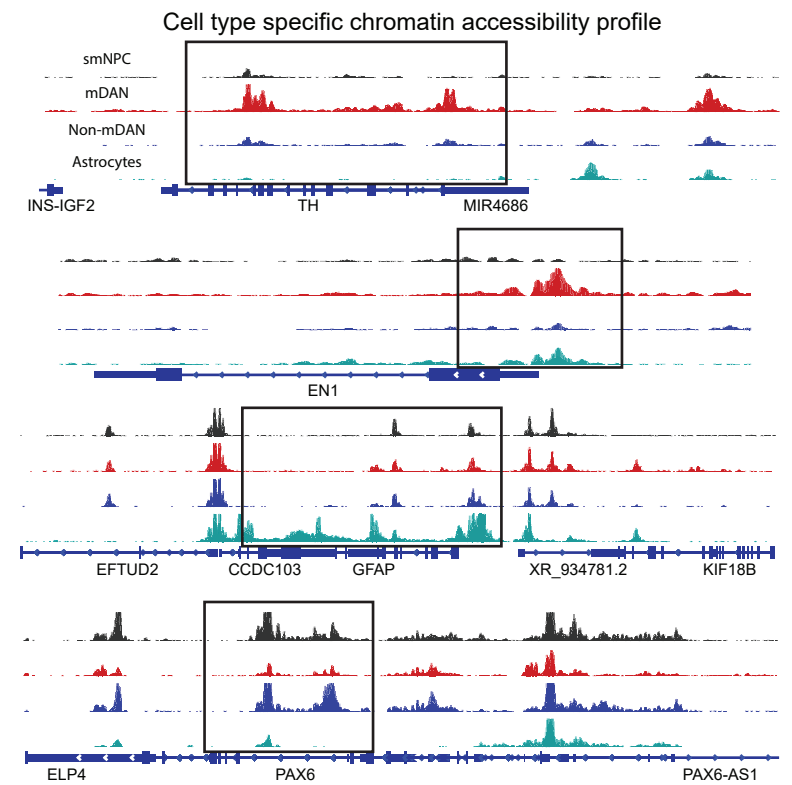 Cell type specific chromatin accessibility profile
smNPC
mDAN
Non-mDAN
Astrocytes
INS-IGF2 TH MIR4686
EN1
EFTUD2 CCDC103 GFAP XR_934781.2 KIF18B
ELP4 PAX6 PAX6-AS1